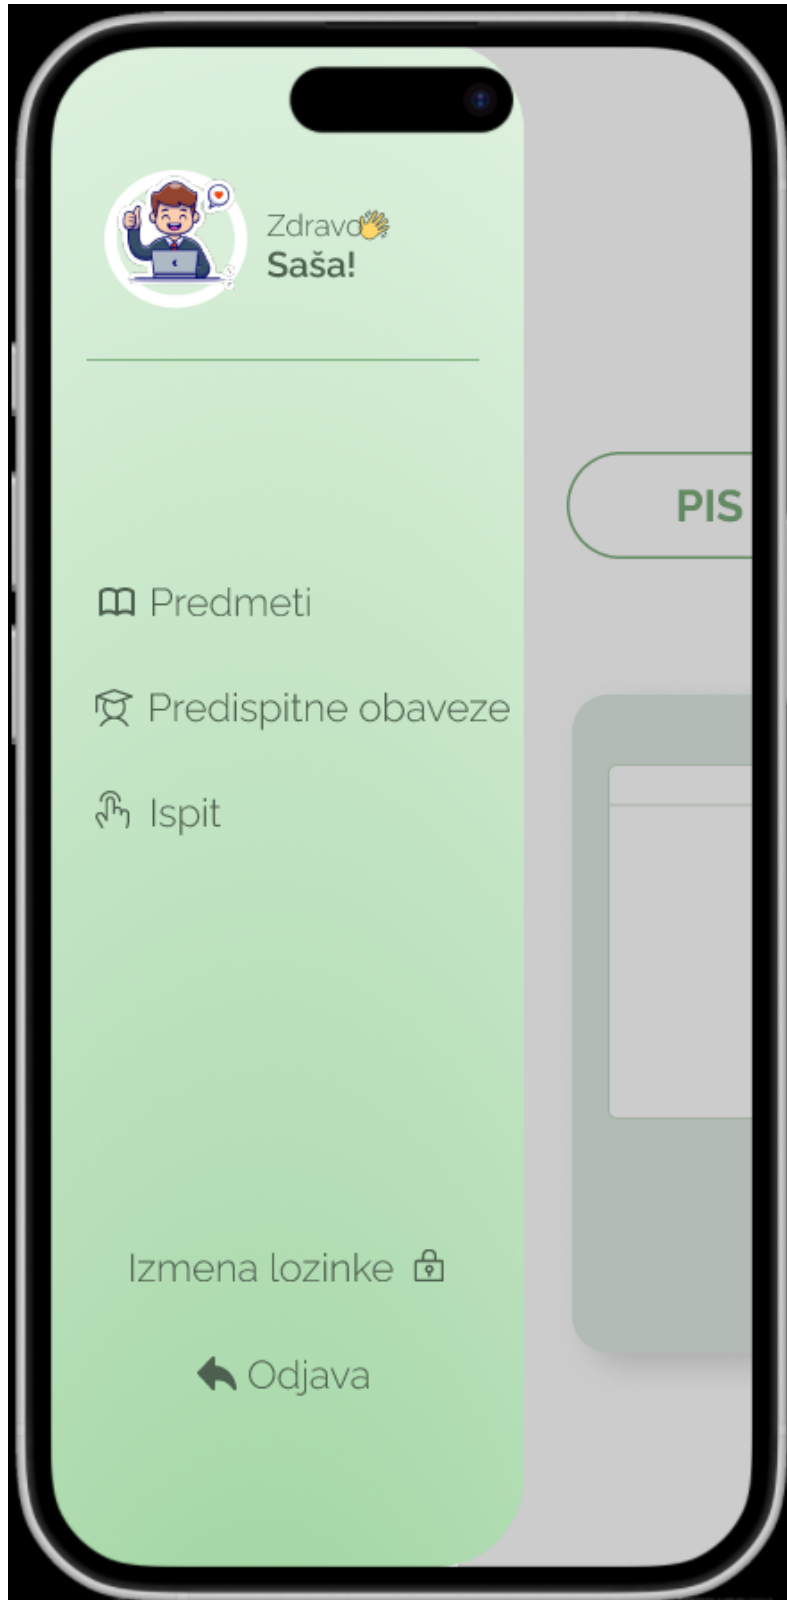 Zdravo👋
Saša!
PIS
Predmeti
Predispitne obaveze
Ispit
Izmena lozinke
Odjava